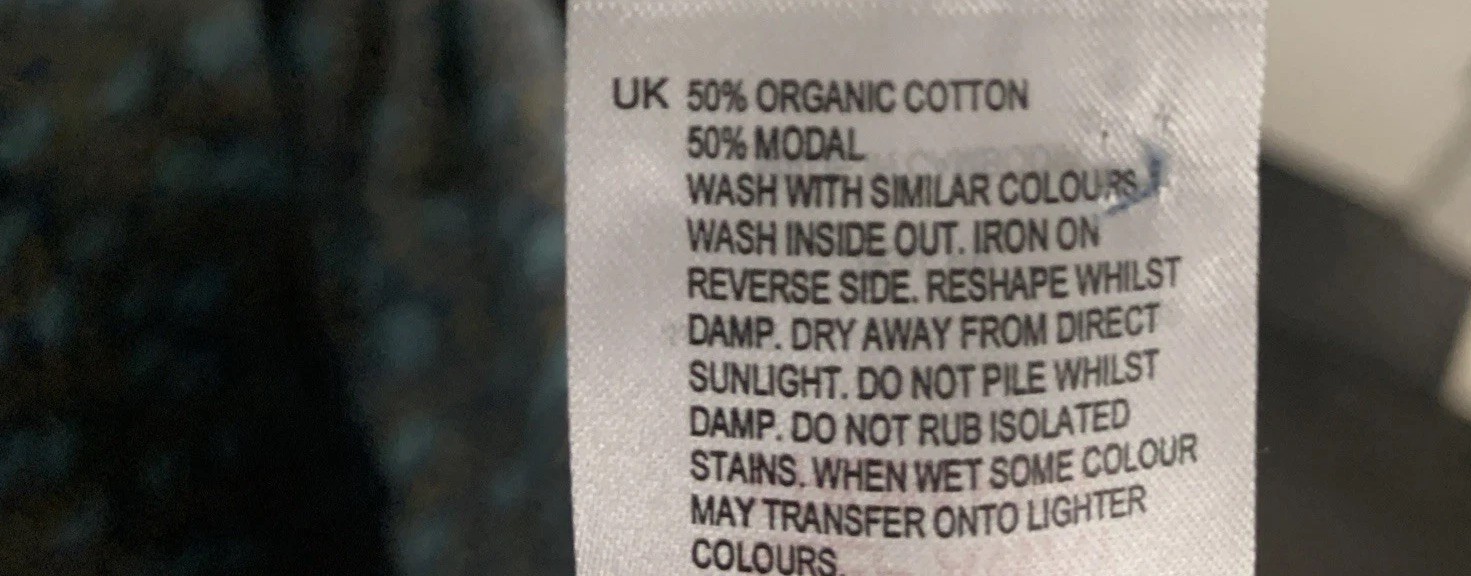 UK 50% ORGANIC COTTON
50% MODAL
WASH WITH SIMILAR COLOURS
WASH INSIDE OUT. IRON ON
REVERSE SIDE. RESHAPE WHILST
DAMP. DRY AWAY FROM DIRECT
SUNLIGHT. DO NOT PILE WHILST
DAMP. DO NOT RUB ISOLATED
STAINS. WHEN WET SOME COLOUR
MAY TRANSFER ONTO LIGHTER
COLOURS.